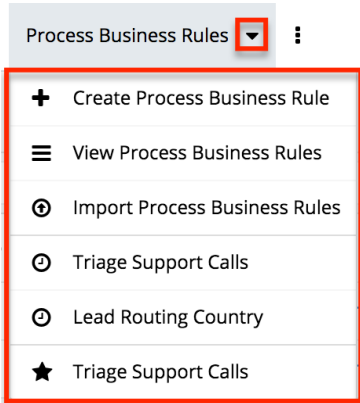 Process Business Rules
Create Process Business Rule
View Process Business Rules
Import Process Business Rules
Triage Support Calls
Lead Routing Country
Triage Support Calls